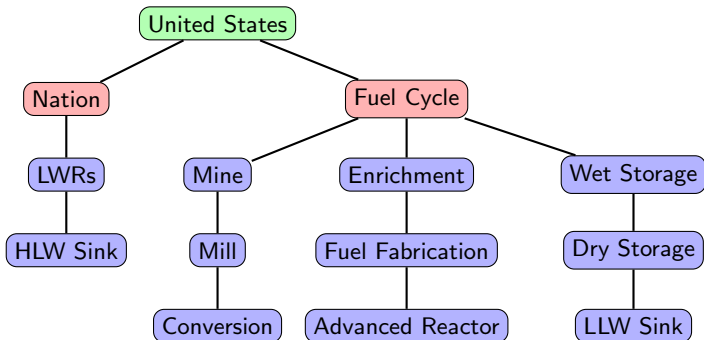 United States
Nation
Fuel Cycle
LWRs
Mine
Enrichment
Wet Storage
HLW Sink
Mill
Fuel Fabrication
Dry Storage
Conversion
Advanced Reactor
LLW Sink